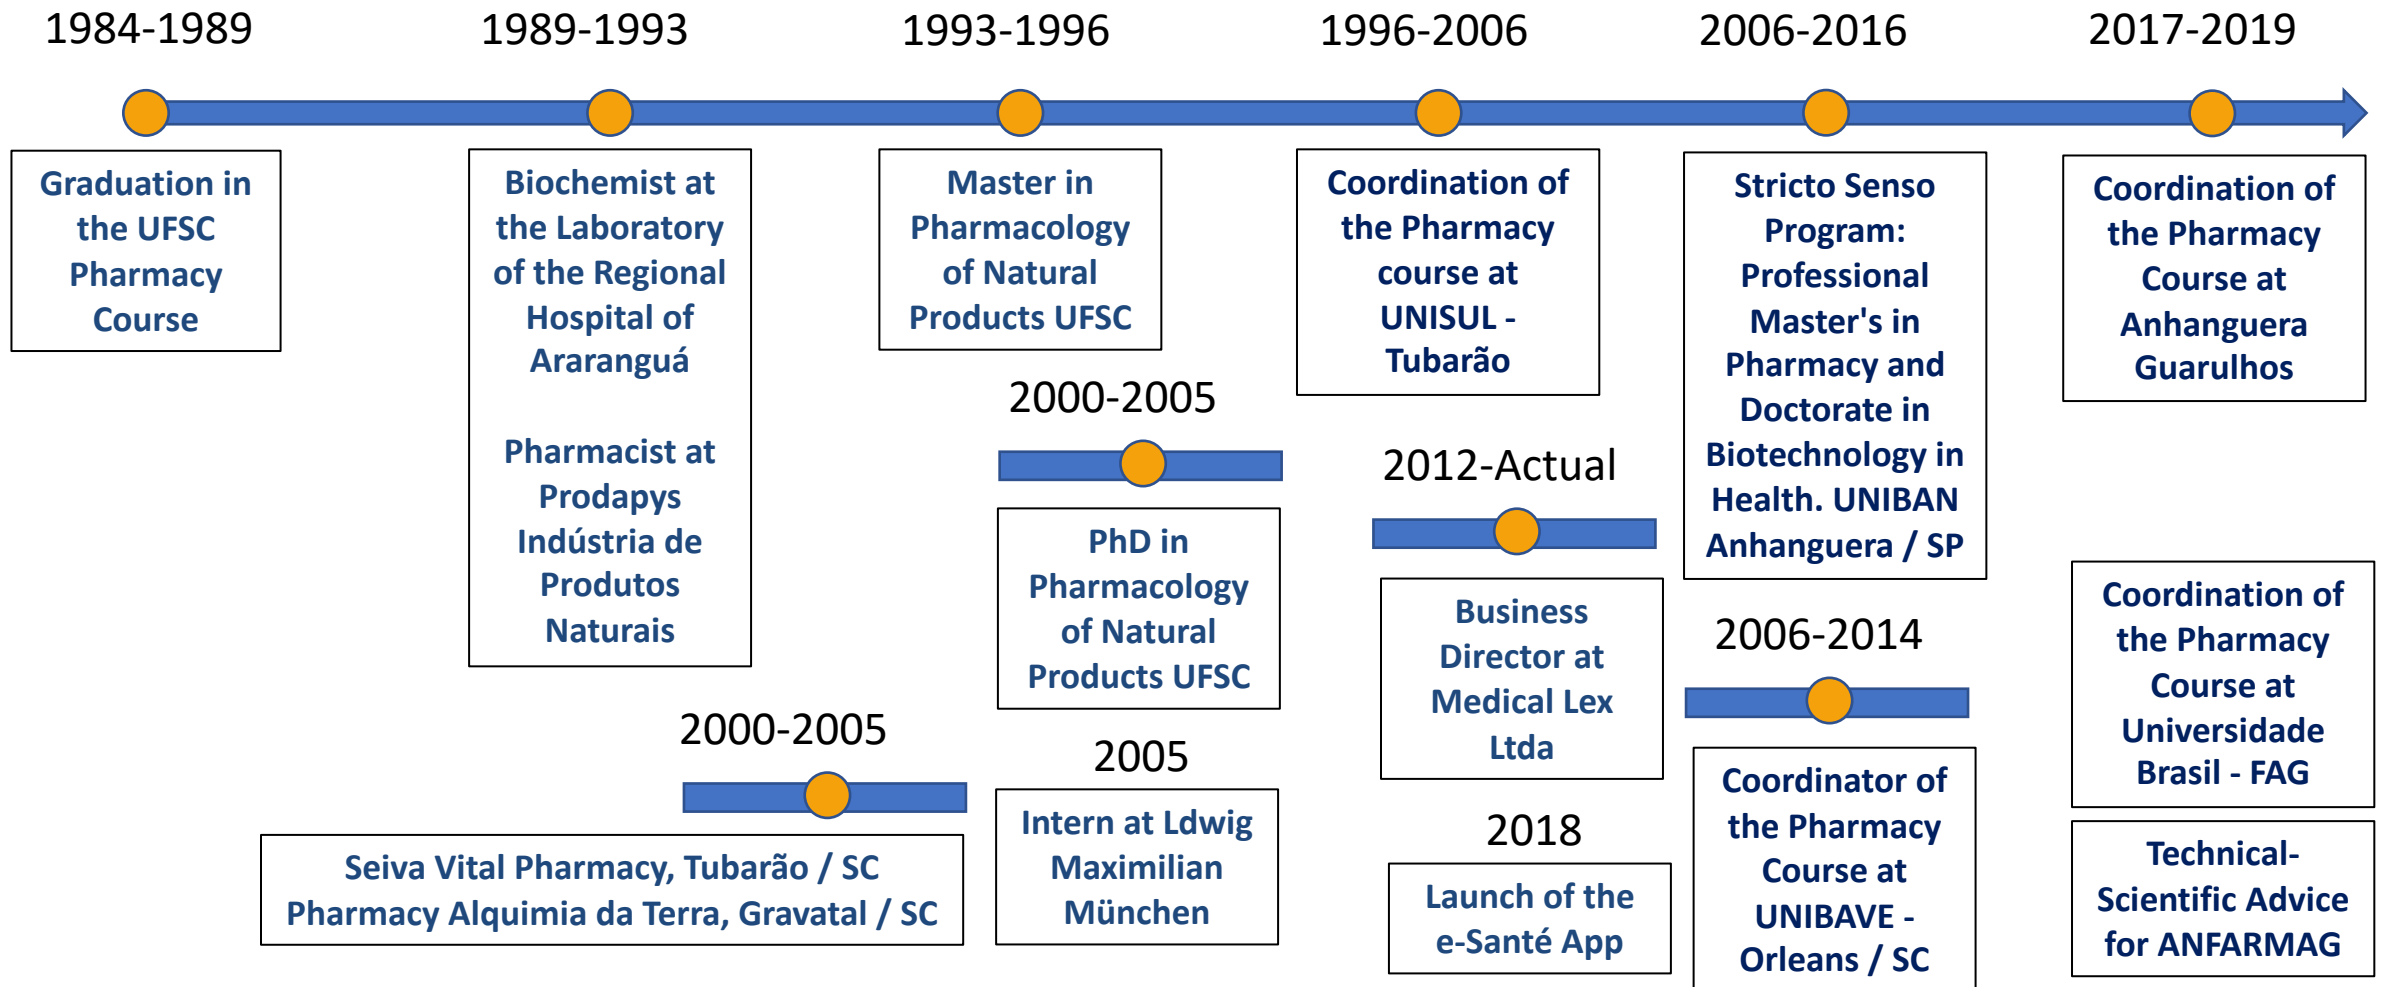 1984-1989
Graduation in
the UFSC
Pharmacy
Course
1989-1993
Biochemist at
the Laboratory
of the Regional
Hospital of
Araranguá
Pharmacist at
Prodapys
Indústria de
Produtos
Naturais
1993-1996
Master in
Pharmacology
of Natural
Products UFSC
1996-2006
Coordination of
the Pharmacy
course at
UNISUL -
Tubarão
2006-2016
Stricto Senso
Program:
Professional
Master's in
Pharmacy and
Doctorate in
Biotechnology in
Health. UNIBAN
Anhanguera / SP
2017-2019
Coordination of
the Pharmacy
Course at
Anhanguera
Guarulhos
2000-2005
PhD in
Pharmacology
of Natural
Products UFSC
2012-Actual
Business
Director at
Medical Lex
Ltda
2006-2014
Coordinator of
the Pharmacy
Course at
UNIBAVE -
Orleans / SC
Coordination of
the Pharmacy
Course at
Universidade
Brasil - FAG
2000-2005
Seiva Vital Pharmacy, Tubarão / SC
Pharmacy Alquimia da Terra, Gravatal / SC
2005
Intern at Ldwig
Maximilian
München
2018
Launch of the
e-Santé App
Technical-
Scientific Advice
for ANFARMAG